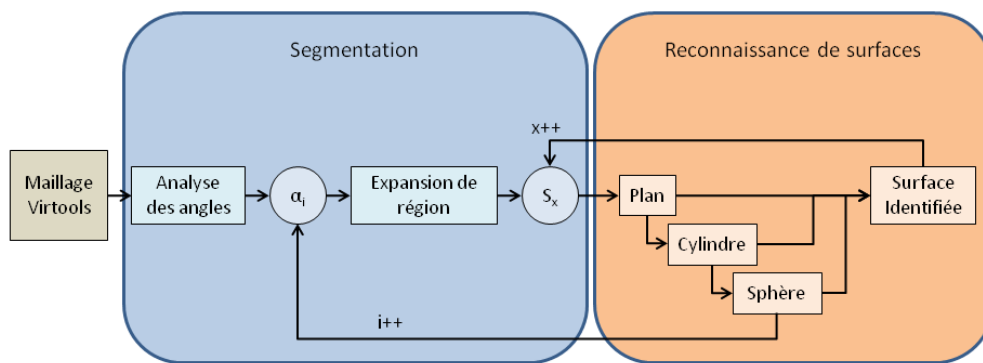 Segmentation
Reconnaissance de surfaces
x++
Maillage
Virtools
Analyse
des angles
αi
Expansion de
région
Sx
Plan
Surface
Identifiée
Cylindre
Sphère
i++